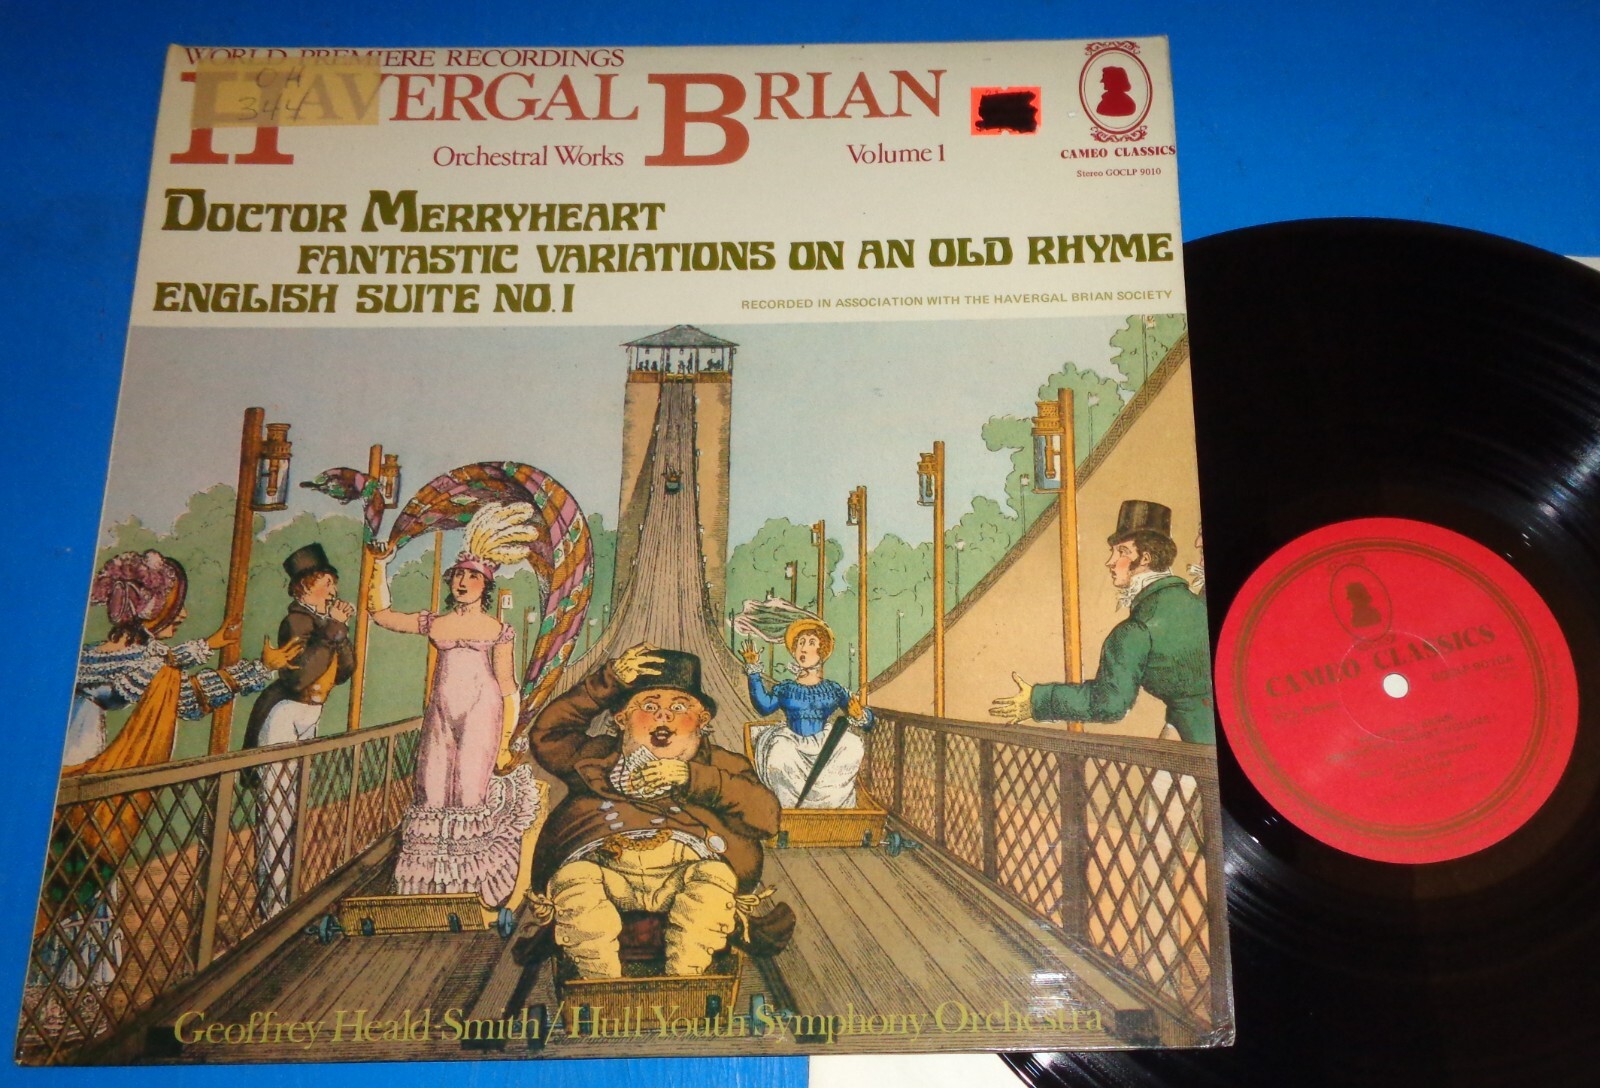 WORLD PREMIERE RECORDINGS
OH
344
HAVERGAL BRIAN
Orchestral Works
Volume 1
CAMEO CLASSICS
Stereo GOCLP 9010
DOCTOR MERRYHEART
FANTASTIC VARIATIONS ON AN OLD RHYME
ENGLISH SUITE NO. 1
RECORDED IN ASSOCIATION WITH THE HAVERGAL BRIAN SOCIETY
Geoffrey Heald-Smith / Hull Youth Symphony Orchestra
CAMEO CLASSICS